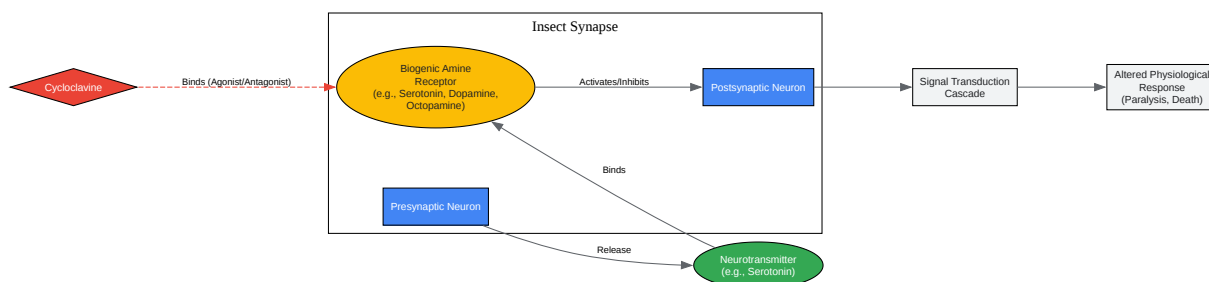 Insect Synapse
Cycloclavine
Binds (Agonist/Antagonist)
Biogenic Amine
Receptor
(e.g., Serotonin, Dopamine,
Octopamine)
Activates/Inhibits
Postsynaptic Neuron
Signal Transduction
Cascade
Altered Physiological
Response
(Paralysis, Death)
Binds
Presynaptic Neuron
Release
Neurotransmitter
(e.g., Serotonin)